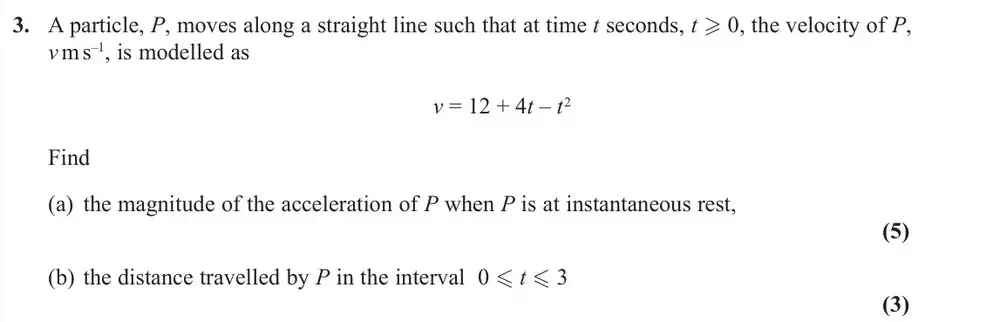 3. A particle, P, moves along a straight line such that at time t seconds, t ⩾ 0, the velocity of P,
v m s⁻¹, is modelled as
v = 12 + 4t – t²
Find
(a) the magnitude of the acceleration of P when P is at instantaneous rest,
(5)
(b) the distance travelled by P in the interval 0 ⩽ t ⩽ 3
(3)